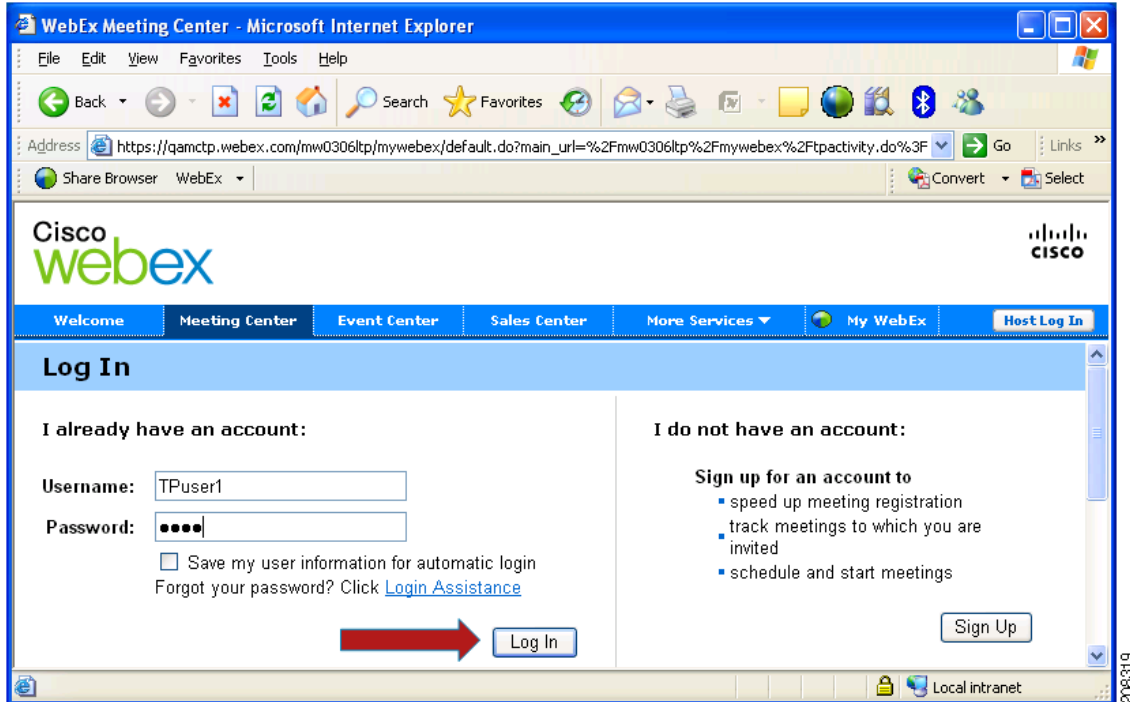 WebEx Meeting Center - Microsoft Internet Explorer
File Edit View Favorites Tools Help
Back Search Favorites
Address https://qamctp.webex.com/mw0306ltp/mywebex/default.do?main_url=%2Fmw0306ltp%2Fmywebex%2Ftpactivity.do%3F Go Links »
Share Browser WebEx Convert Select
Cisco
webex
CISCO
Welcome Meeting Center Event Center Sales Center More Services My WebEx Host Log In
Log In
I already have an account:
Username: TPuser1
Password: ••••
Save my user information for automatic login
Forgot your password? Click Login Assistance
Log In
I do not have an account:
Sign up for an account to
▪ speed up meeting registration
▪ track meetings to which you are
invited
▪ schedule and start meetings
Sign Up
Local intranet
208319